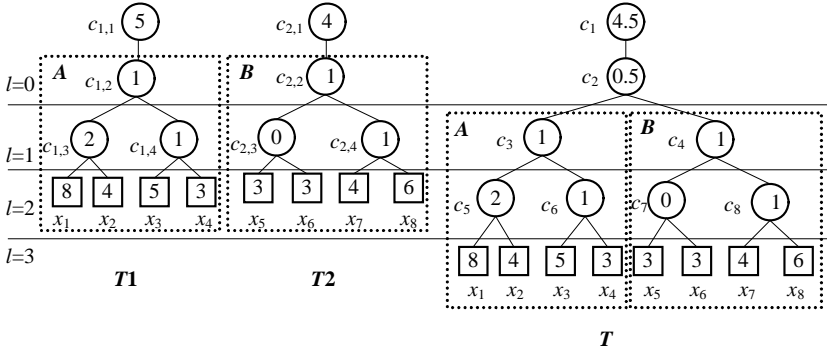 c1,1 5 c2,1 4 c1 4.5
A B
l=0 c1,2 1 c2,2 1 c2 0.5
A B
l=1 c1,3 2 c1,4 1 c2,3 0 c2,4 1 c3 1 c4 1
8 4 5 3 3 3 4 6
l=2 x1 x2 x3 x4 x5 x6 x7 x8 c5 2 c6 1 c7 0 c8 1
l=3 8 4 5 3 3 3 4 6
T1 T2 x1 x2 x3 x4 x5 x6 x7 x8
T